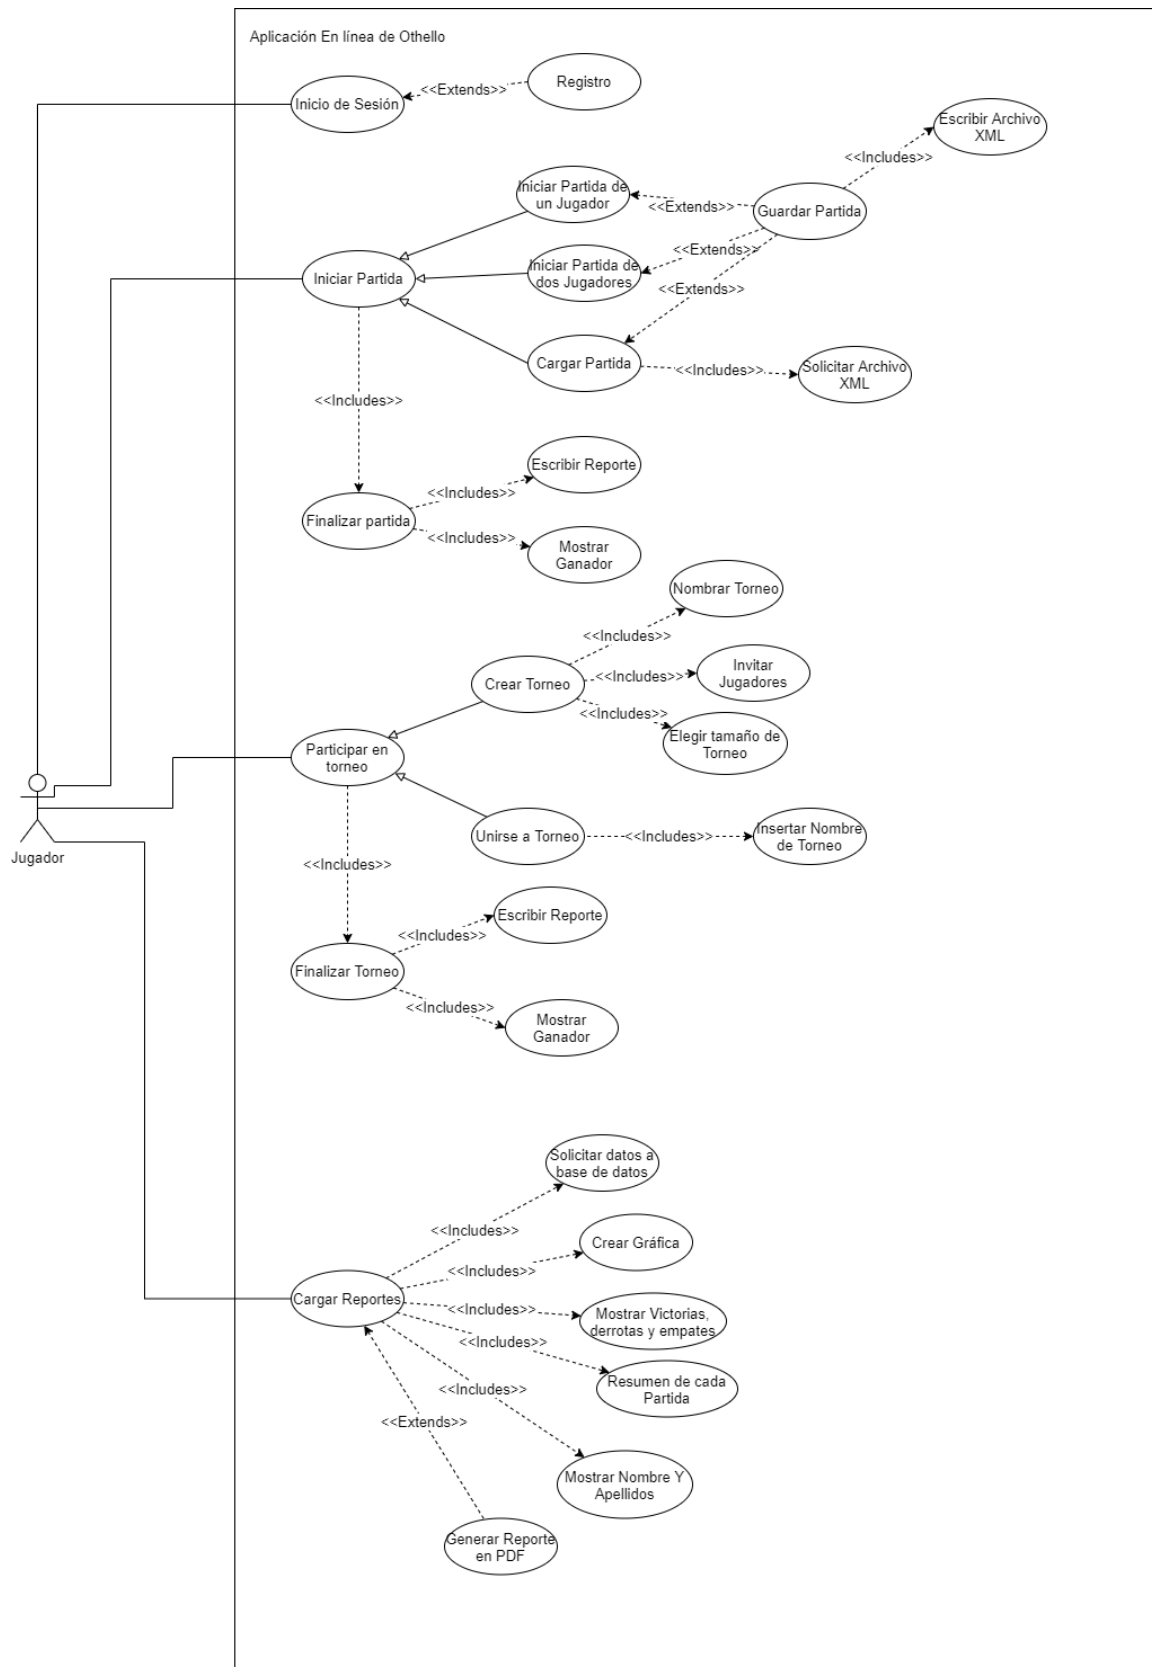 Aplicación En línea de Othello
Inicio de Sesión
<<Extends>>
Registro
Escribir Archivo
XML
<<Includes>>
Iniciar Partida de
un Jugador
<<Extends>>
Guardar Partida
Iniciar Partida
Iniciar Partida de
dos Jugadores
<<Extends>>
<<Extends>>
Cargar Partida
<<Includes>>
Solicitar Archivo
XML
<<Includes>>
Escribir Reporte
<<Includes>>
Finalizar partida
<<Includes>>
Mostrar
Ganador
Nombrar Torneo
<<Includes>>
Crear Torneo
<<Includes>>
Invitar
Jugadores
<<Includes>>
Elegir tamaño de
Torneo
Participar en
torneo
Jugador
Unirse a Torneo
<<Includes>>
Insertar Nombre
de Torneo
<<Includes>>
Escribir Reporte
<<Includes>>
Finalizar Torneo
<<Includes>>
Mostrar
Ganador
Solicitar datos a
base de datos
<<Includes>>
Crear Gráfica
<<Includes>>
Cargar Reportes
<<Includes>>
Mostrar Victorias,
derrotas y empates
<<Includes>>
Resumen de cada
Partida
<<Includes>>
<<Extends>>
Mostrar Nombre Y
Apellidos
Generar Reporte
en PDF